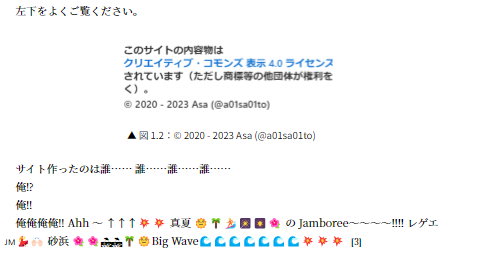 左下をよくご覧ください。
このサイトの内容物は
クリエイティブ・コモンズ 表示 4.0 ライセンス
されています（ただし商標等の他団体が権利を
く）。
© 2020 - 2023 Asa (@a01sa01to)
▲ 図 1.2：© 2020 - 2023 Asa (@a01sa01to)
サイト作ったのは誰…… 誰……誰……誰……
俺!?
俺!!
俺俺俺俺!! Ahh ～ ↑↑↑💥💥 真夏 🌞🌴🏄🎆🎇🌺 の Jamboree～～～～!!!! レゲエ
💃🏻 砂浜 🌺🌺🏎🏎🌴🌞Big Wave🌊🌊🌊🌊🌊🌊🌊💥💥💥 [3]